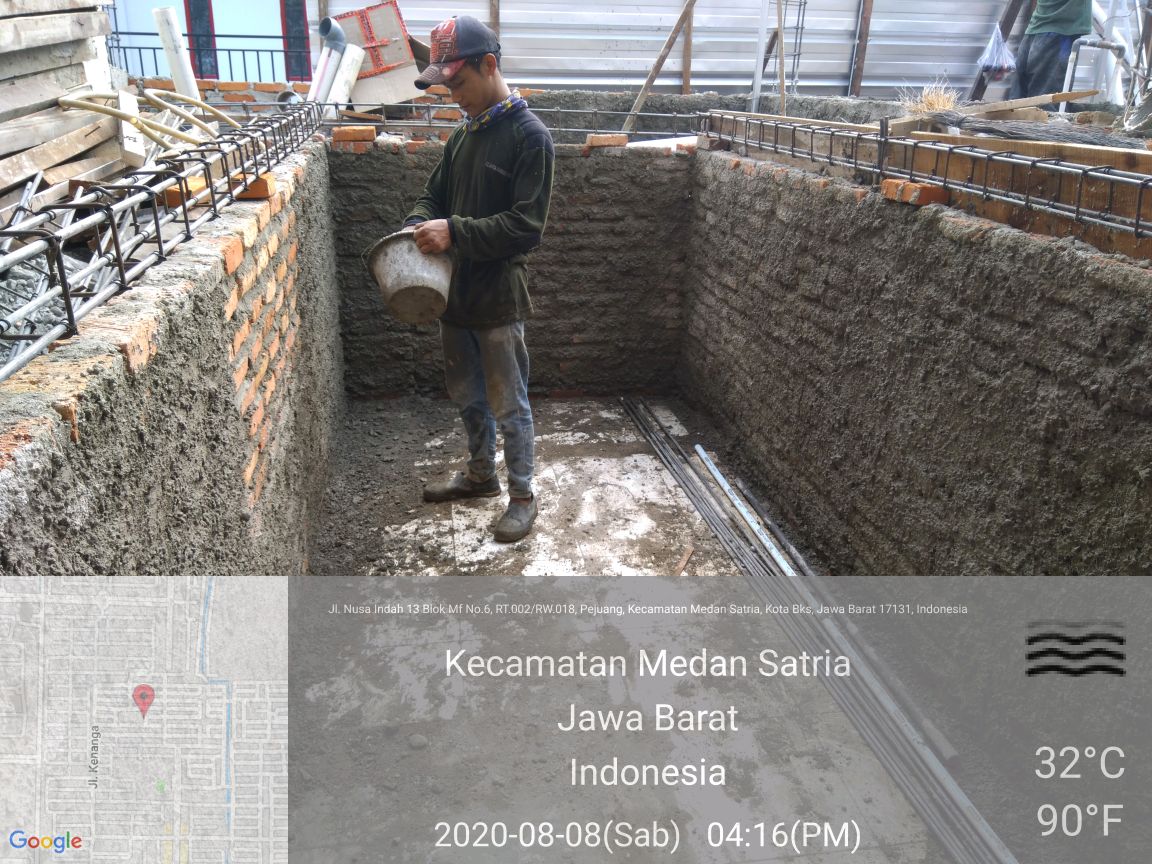 Jl. Nusa Indah 13 Blok Mf No.6, RT.002/RW.018, Pejuang, Kecamatan Medan Satria, Kota Bks, Jawa Barat 17131, Indonesia
Kecamatan Medan Satria
Jawa Barat
Indonesia
2020-08-08(Sab) 04:16(PM)
32°C
90°F
Jl. Kenanga
Google